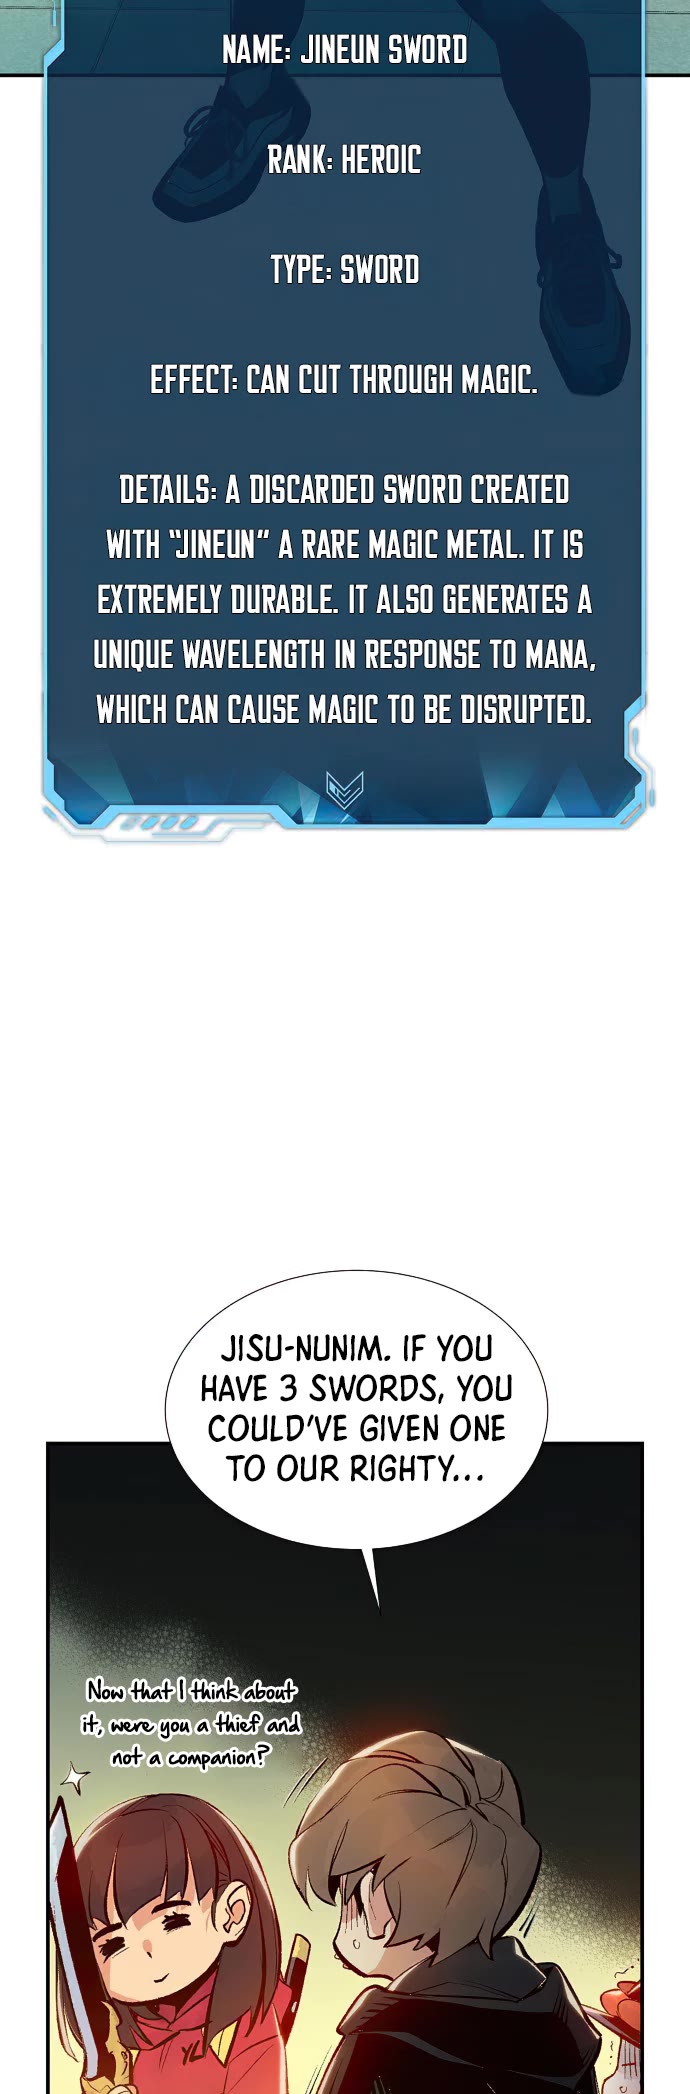 NAME: JINEUN SWORD
RANK: HEROIC
TYPE: SWORD
EFFECT: CAN CUT THROUGH MAGIC.
DETAILS: A DISCARDED SWORD CREATED
WITH "JINEUN" A RARE MAGIC METAL. IT IS
EXTREMELY DURABLE. IT ALSO GENERATES A
UNIQUE WAVELENGTH IN RESPONSE TO MANA,
WHICH CAN CAUSE MAGIC TO BE DISRUPTED.
JISU-NUNIM. IF YOU
HAVE 3 SWORDS, YOU
COULD'VE GIVEN ONE
TO OUR RIGHTY...
Now that I think about
it, were you a thief and
not a companion?
YL